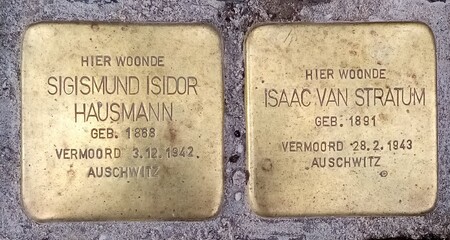 HIER WOONDE
SIGISMUND ISIDOR
HAUSMANN
GEB. 1888
VERMOORD 3.12.1942
AUSCHWITZ
HIER WOONDE
ISAAC VAN STRATUM
GEB. 1891
VERMOORD 28.2.1943
AUSCHWITZ